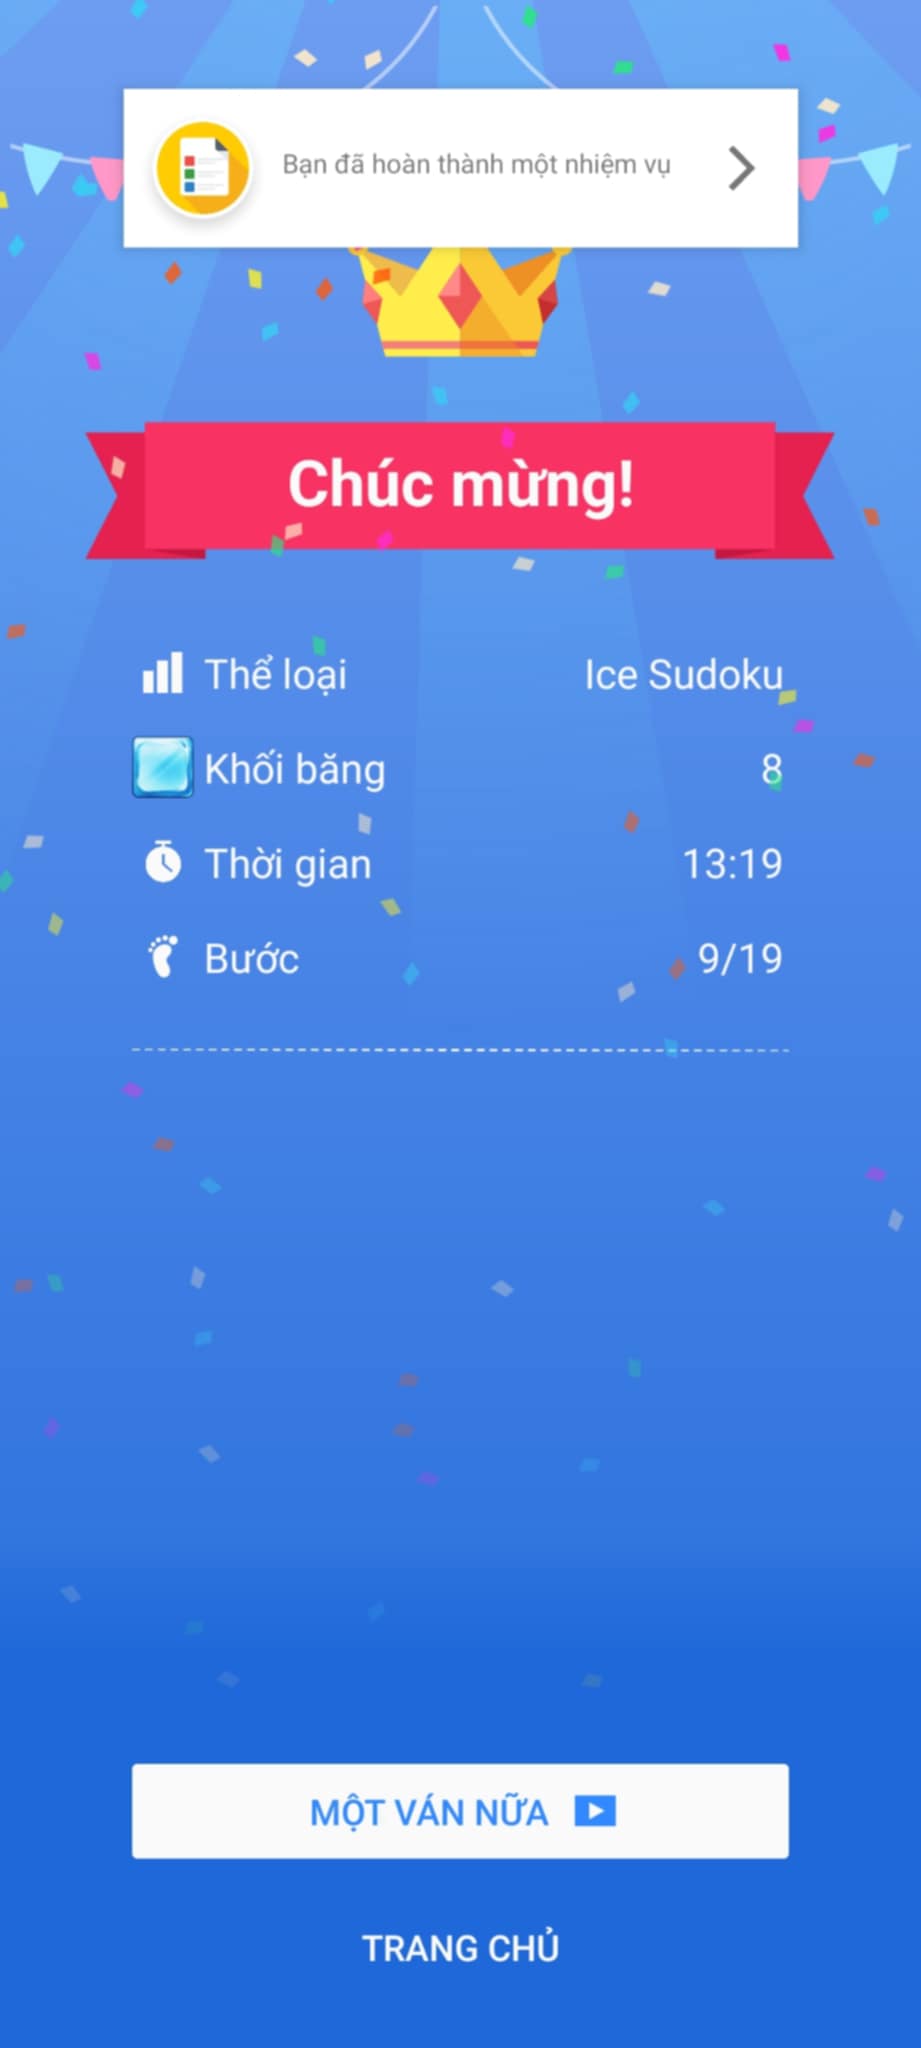 Bạn đã hoàn thành một nhiệm vụ
Chúc mừng!
Thể loại Ice Sudoku
Khối băng 8
Thời gian 13:19
Bước 9/19
MỘT VÁN NỮA
TRANG CHỦ